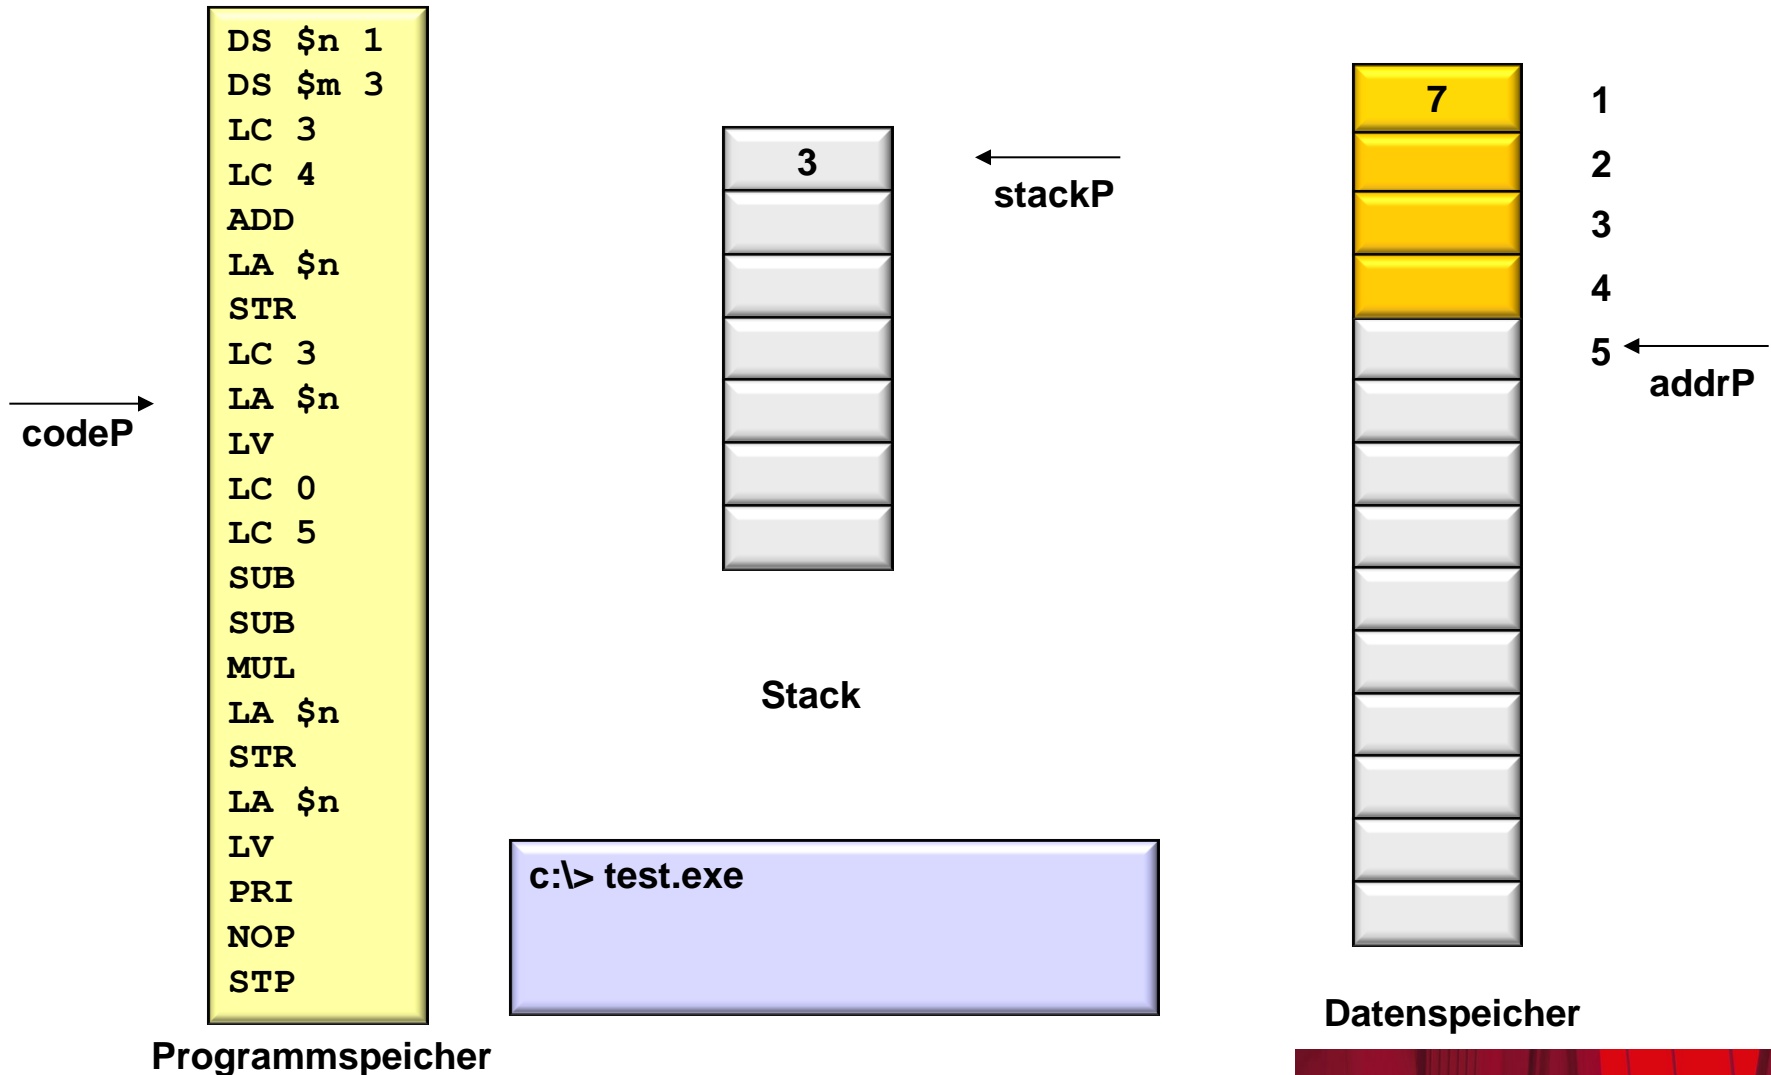 DS $n 1
DS $m 3
LC 3
LC 4
ADD
LA $n
STR
LC 3
LA $n
LV
LC 0
LC 5
SUB
SUB
MUL
LA $n
STR
LA $n
LV
PRI
NOP
STP
codeP
Programmspeicher
3
stackP
Stack
c:\> test.exe
7
1
2
3
4
5
addrP
Datenspeicher